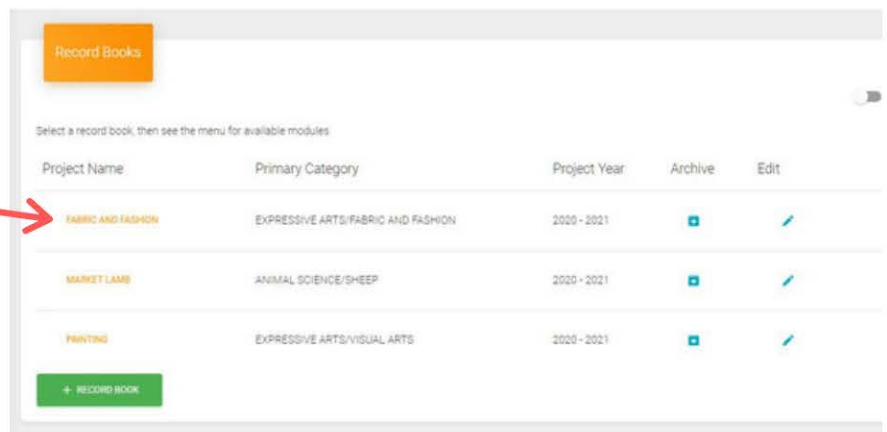 Record Books
Select a record book, then see the menu for available modules
Project Name Primary Category Project Year Archive Edit
FABRIC AND FASHION EXPRESSIVE ARTS/FABRIC AND FASHION 2020 - 2021
MARKET LAMB ANIMAL SCIENCE/SHEEP 2020 - 2021
PAINTING EXPRESSIVE ARTS/VISUAL ARTS 2020 - 2021
+ RECORD BOOK